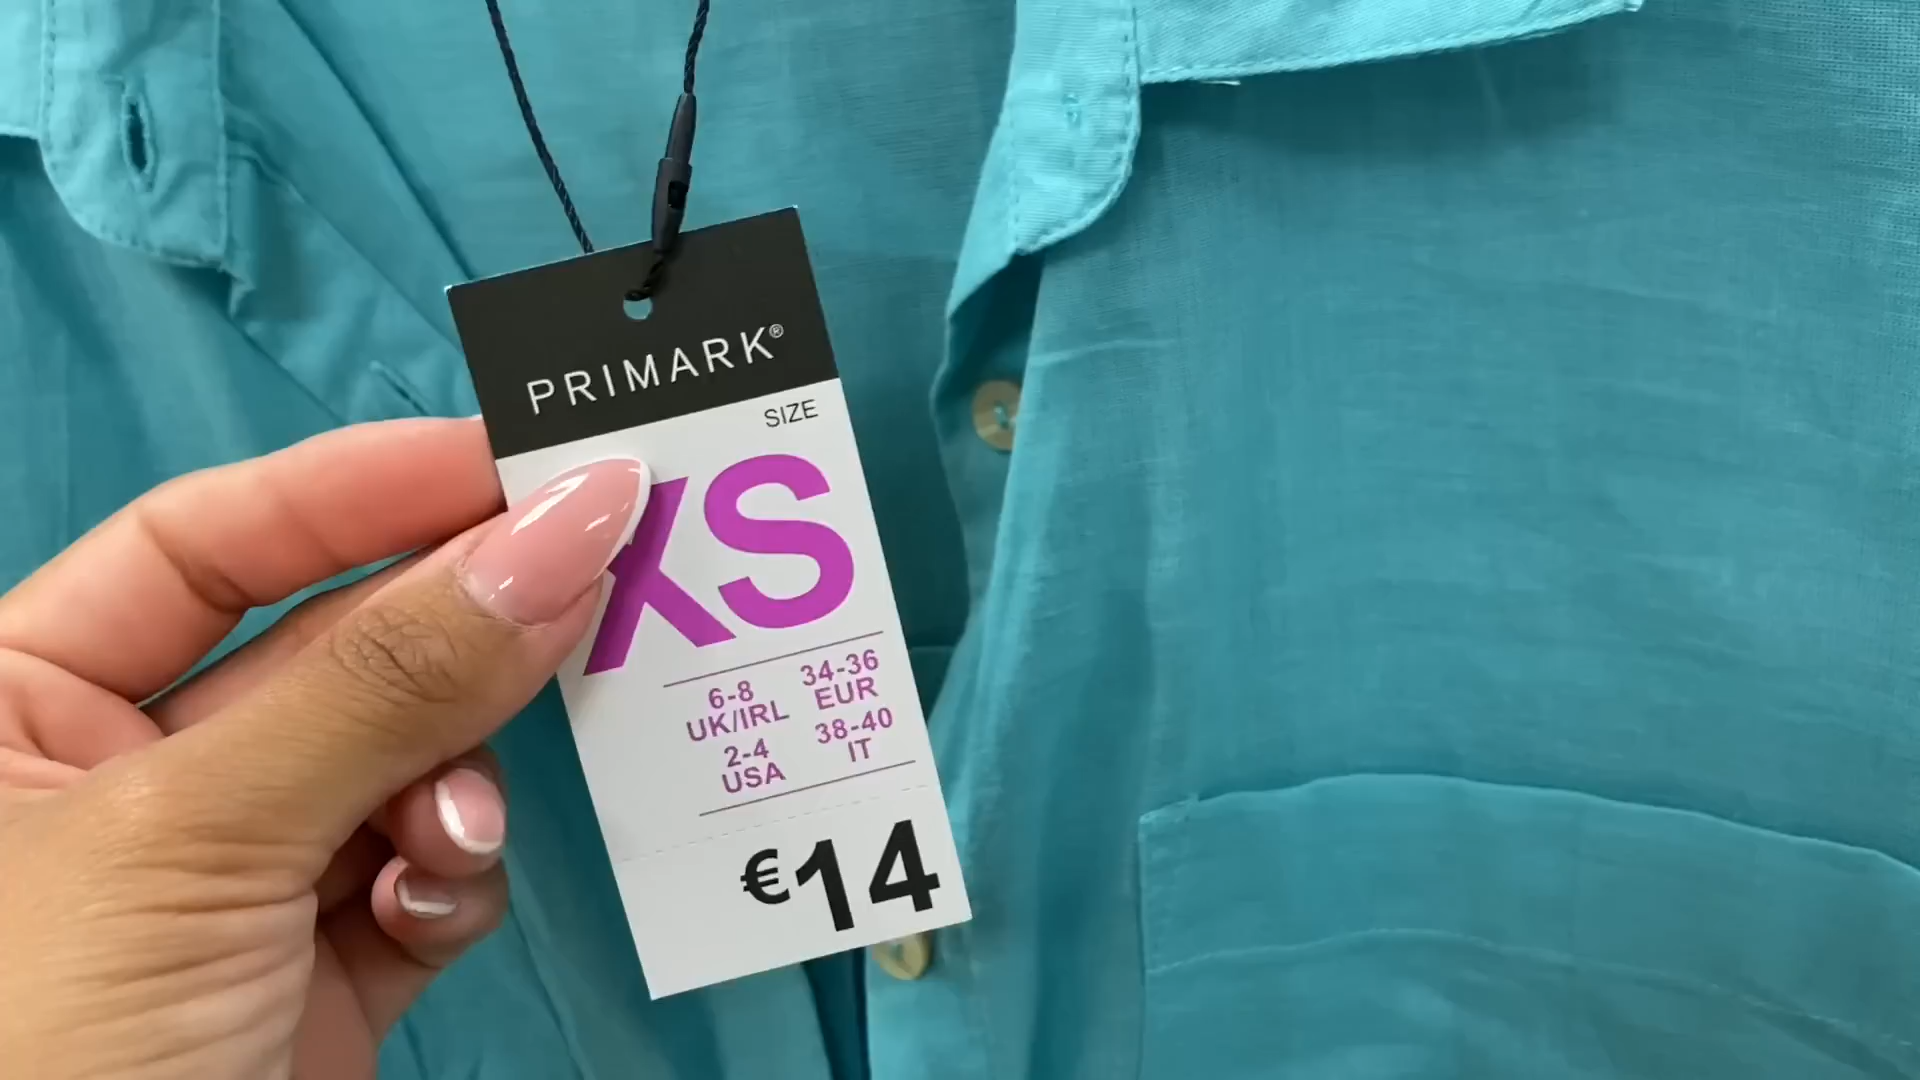 PRIMARK®
SIZE
XS
6-8 34-36
UK/IRL EUR
2-4 38-40
USA IT
€14